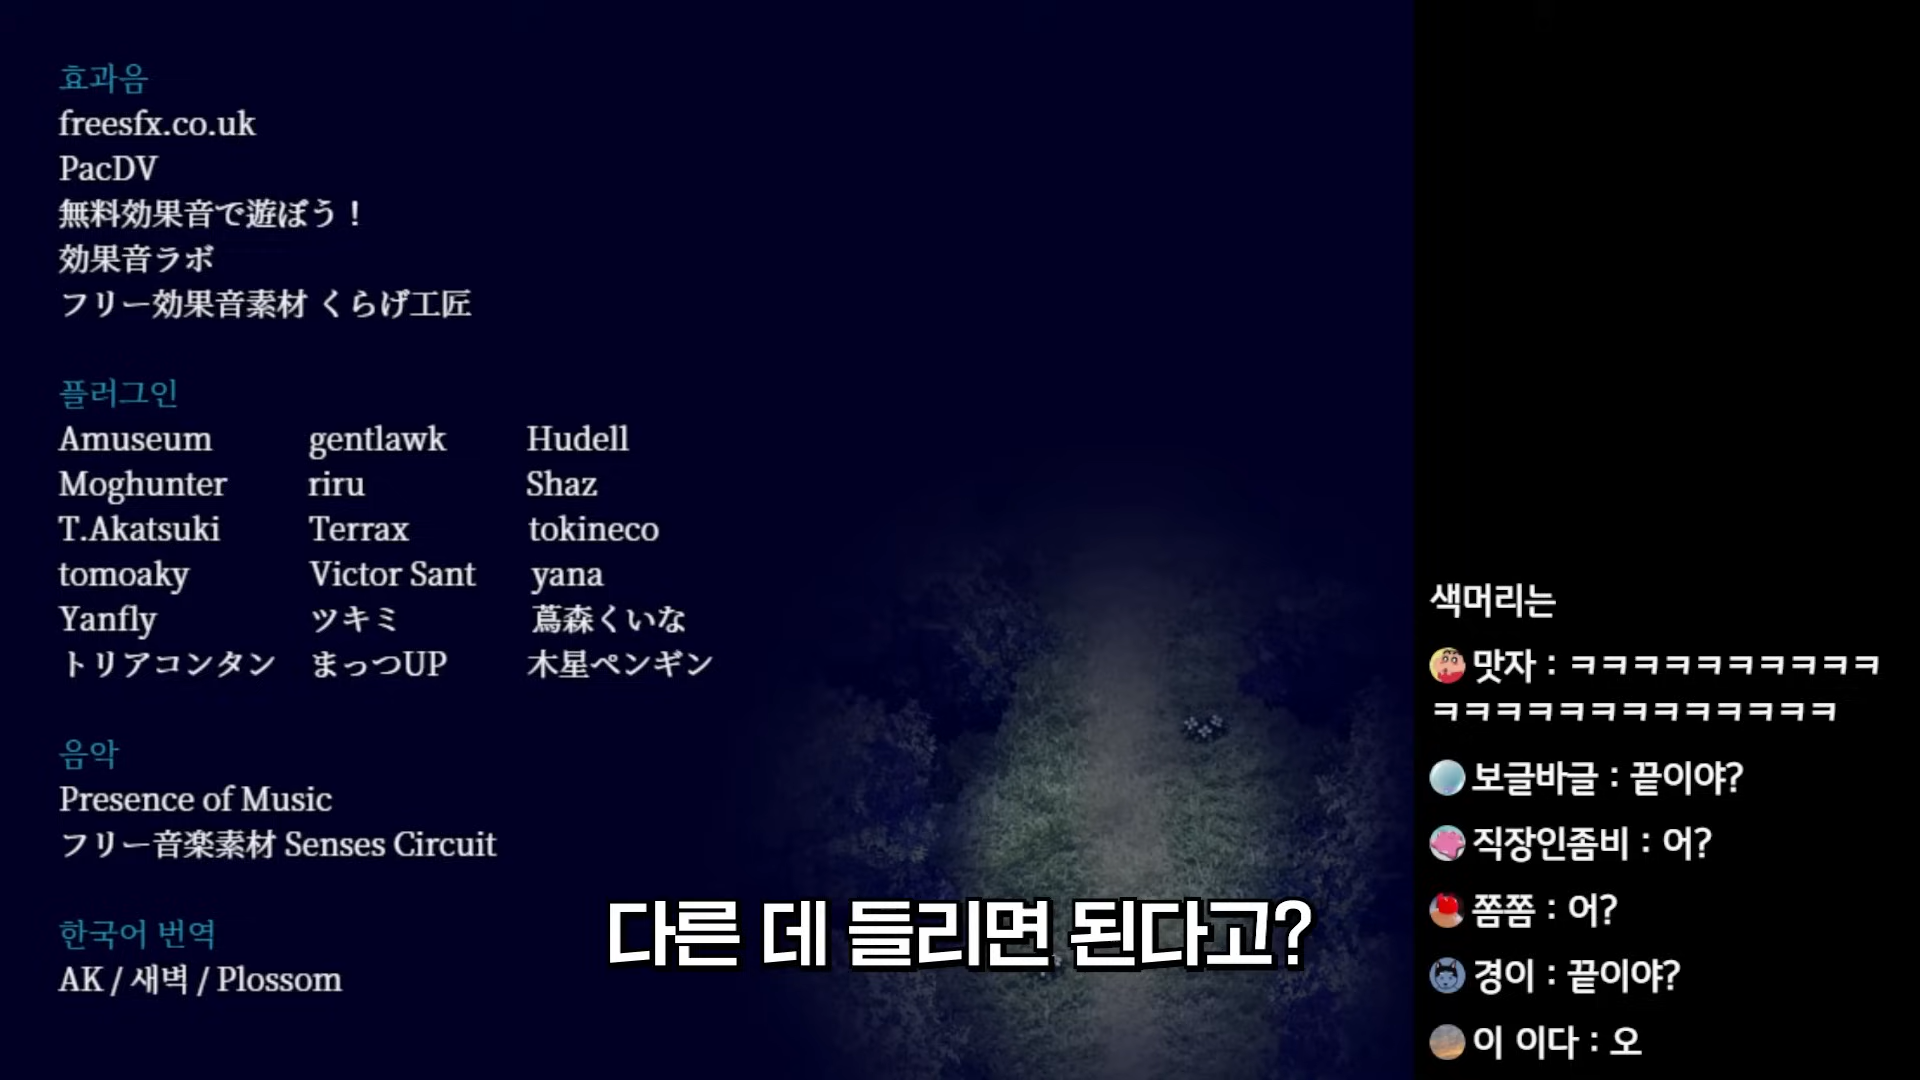 효과음
freesfx.co.uk
PacDV
無料効果音で遊ぼう！
効果音ラボ
フリー効果音素材 くらげ工匠
플러그인
Amuseum gentlawk Hudell
Moghunter riru Shaz
T.Akatsuki Terrax tokineco
tomoaky Victor Sant yana
Yanfly ツキミ 蔦森くいな
トリアコンタン まっつUP 木星ペンギン
음악
Presence of Music
フリー音楽素材 Senses Circuit
한국어 번역
AK / 새벽 / Plossom
다른 데 들리면 된다고?
색머리는
맛자 : ㅋㅋㅋㅋㅋㅋㅋㅋㅋㅋ
ㅋㅋㅋㅋㅋㅋㅋㅋㅋㅋㅋㅋㅋ
보글바글 : 끝이야?
직장인좀비 : 어?
쯤쯤 : 어?
경이 : 끝이야?
이 이다 : 오